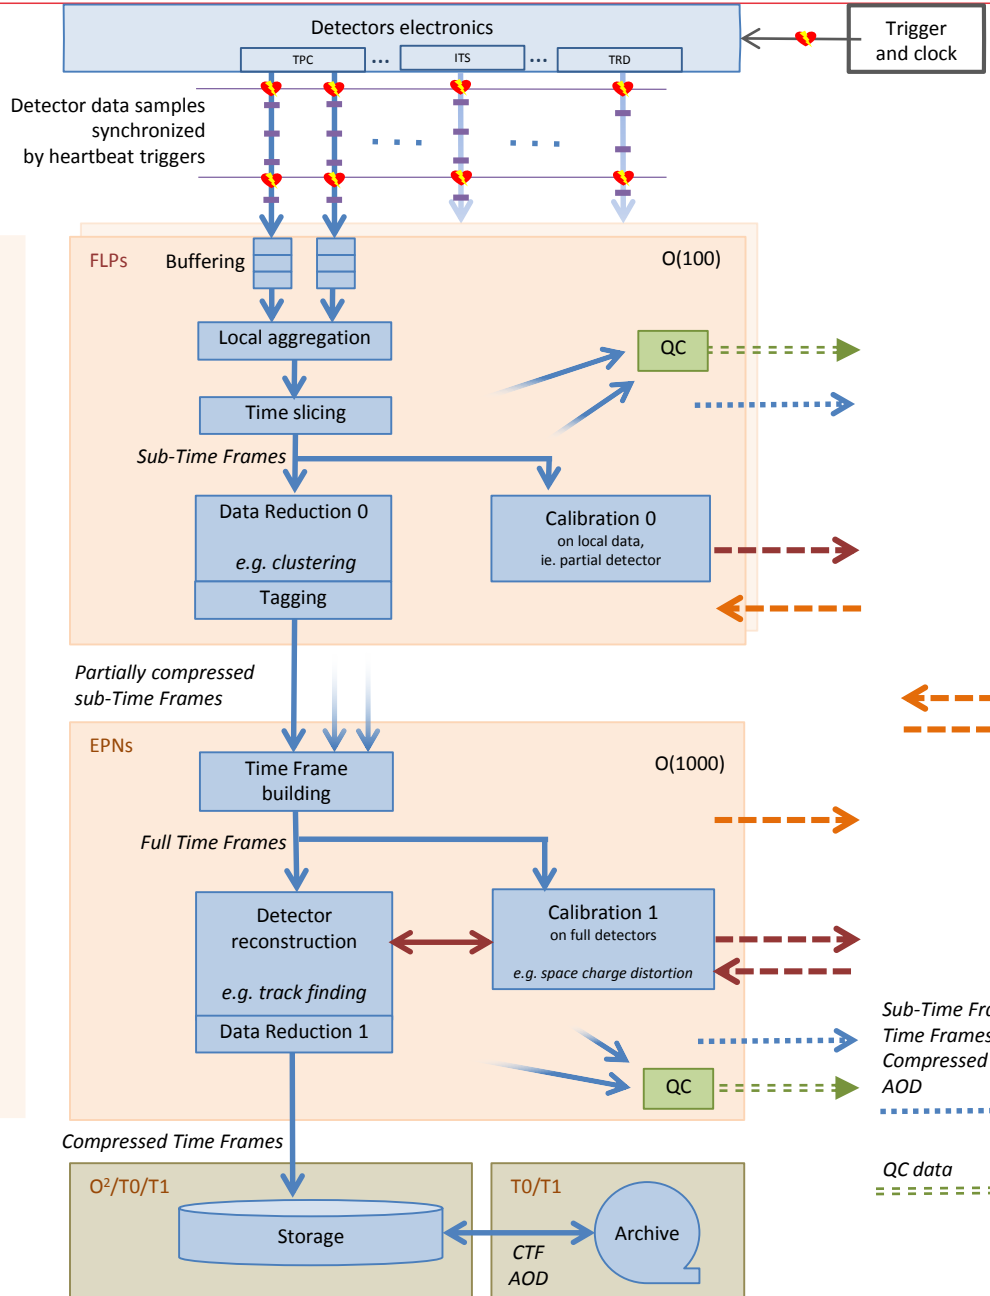 Detectors electronics
TPC
...
ITS
...
TRD
Trigger
and clock
Detector data samples
synchronized
by heartbeat triggers
FLPs
Buffering
O(100)
Local aggregation
QC
Time slicing
Sub-Time Frames
Data Reduction 0
e.g. clustering
Tagging
Calibration 0
on local data,
ie. partial detector
Partially compressed
sub-Time Frames
EPNs
Time Frame
building
O(1000)
Full Time Frames
Detector
reconstruction
e.g. track finding
Data Reduction 1
Calibration 1
on full detectors
e.g. space charge distortion
QC
Sub-Time Fra
Time Frames
Compressed
AOD
QC data
Compressed Time Frames
O²/T0/T1
Storage
T0/T1
Archive
CTF
AOD